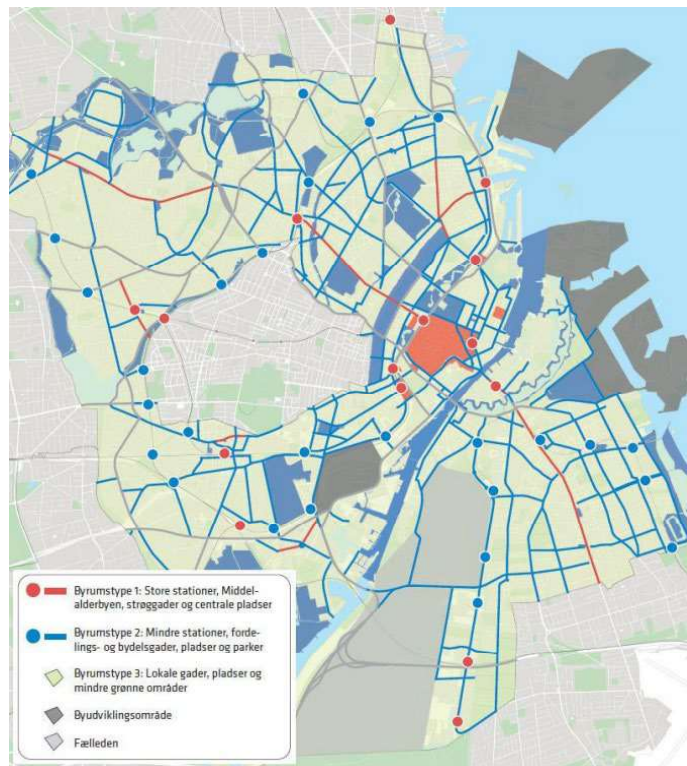 Byrumstype 1: Store stationer, Middel-
alderbyen, strøggader og centrale pladser
Byrumstype 2: Mindre stationer, forde-
lings- og bydelsgader, pladser og parker
Byrumstype 3: Lokale gader, pladser og
mindre grønne områder
Byudviklingsområde
Fælleden